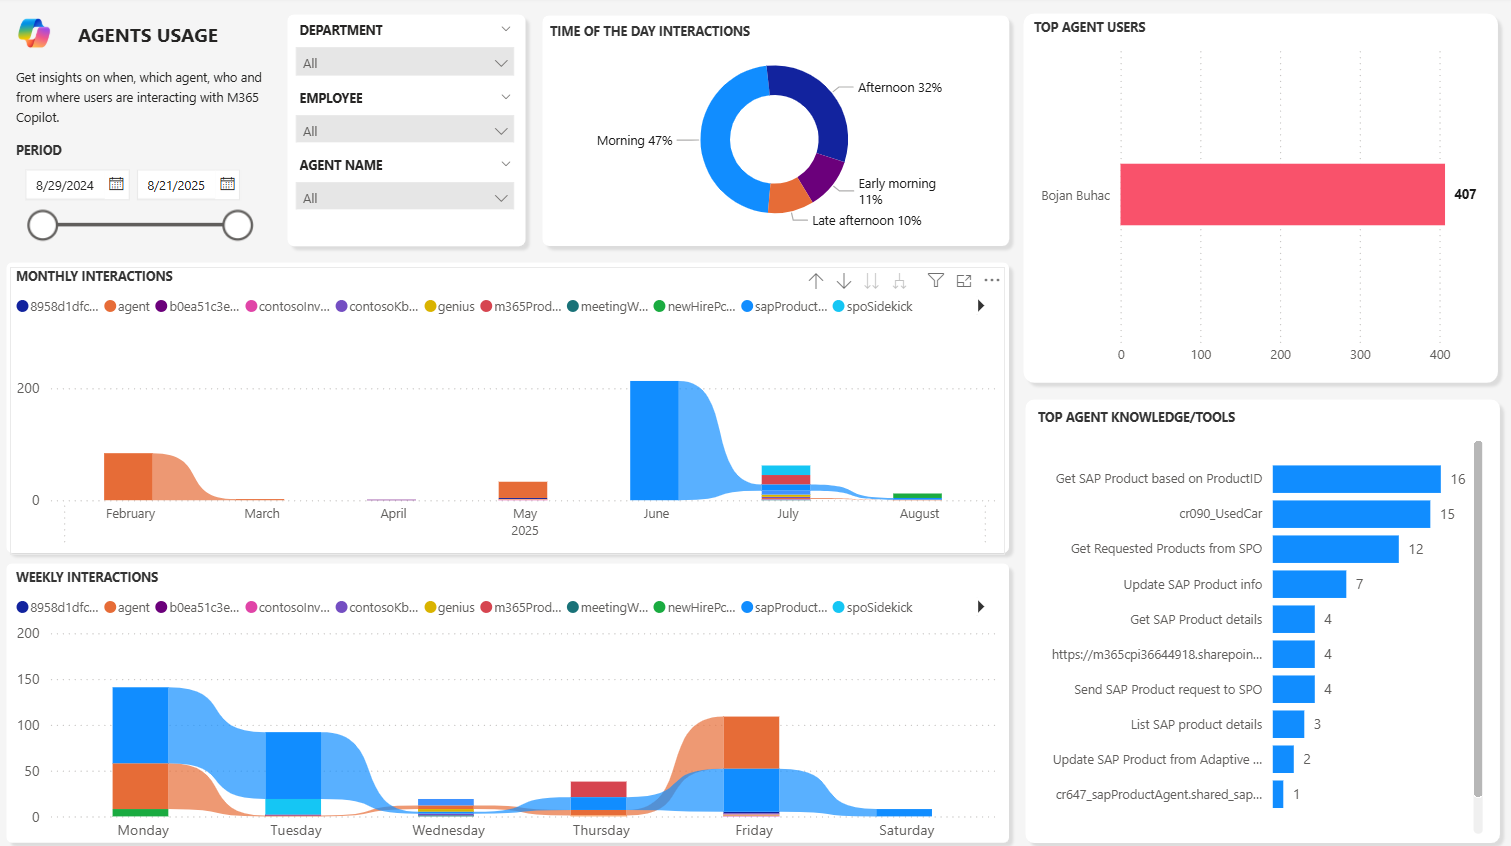 AGENTS USAGE
Get insights on when, which agent, who and
from where users are interacting with M365
Copilot.
PERIOD
8/29/2024
8/21/2025
DEPARTMENT
All
EMPLOYEE
All
AGENT NAME
All
TIME OF THE DAY INTERACTIONS
Afternoon 32%
Morning 47%
Early morning
11%
Late afternoon 10%
TOP AGENT USERS
Bojan Buhac
407
0 100 200 300 400
MONTHLY INTERACTIONS
8958d1dfc... agent b0ea51c3e... contosoInv... contosoKb... genius m365Prod... meetingW... newHirePc... sapProduct... spoSidekick
200
0
February March April May June July August
2025
WEEKLY INTERACTIONS
8958d1dfc... agent b0ea51c3e... contosoInv... contosoKb... genius m365Prod... meetingW... newHirePc... sapProduct... spoSidekick
200
150
100
50
0
Monday Tuesday Wednesday Thursday Friday Saturday
TOP AGENT KNOWLEDGE/TOOLS
Get SAP Product based on ProductID 16
cr090_UsedCar 15
Get Requested Products from SPO 12
Update SAP Product info 7
Get SAP Product details 4
https://m365cpi36644918.sharepoin... 4
Send SAP Product request to SPO 4
List SAP product details 3
Update SAP Product from Adaptive ... 2
cr647_sapProductAgent.shared_sap... 1